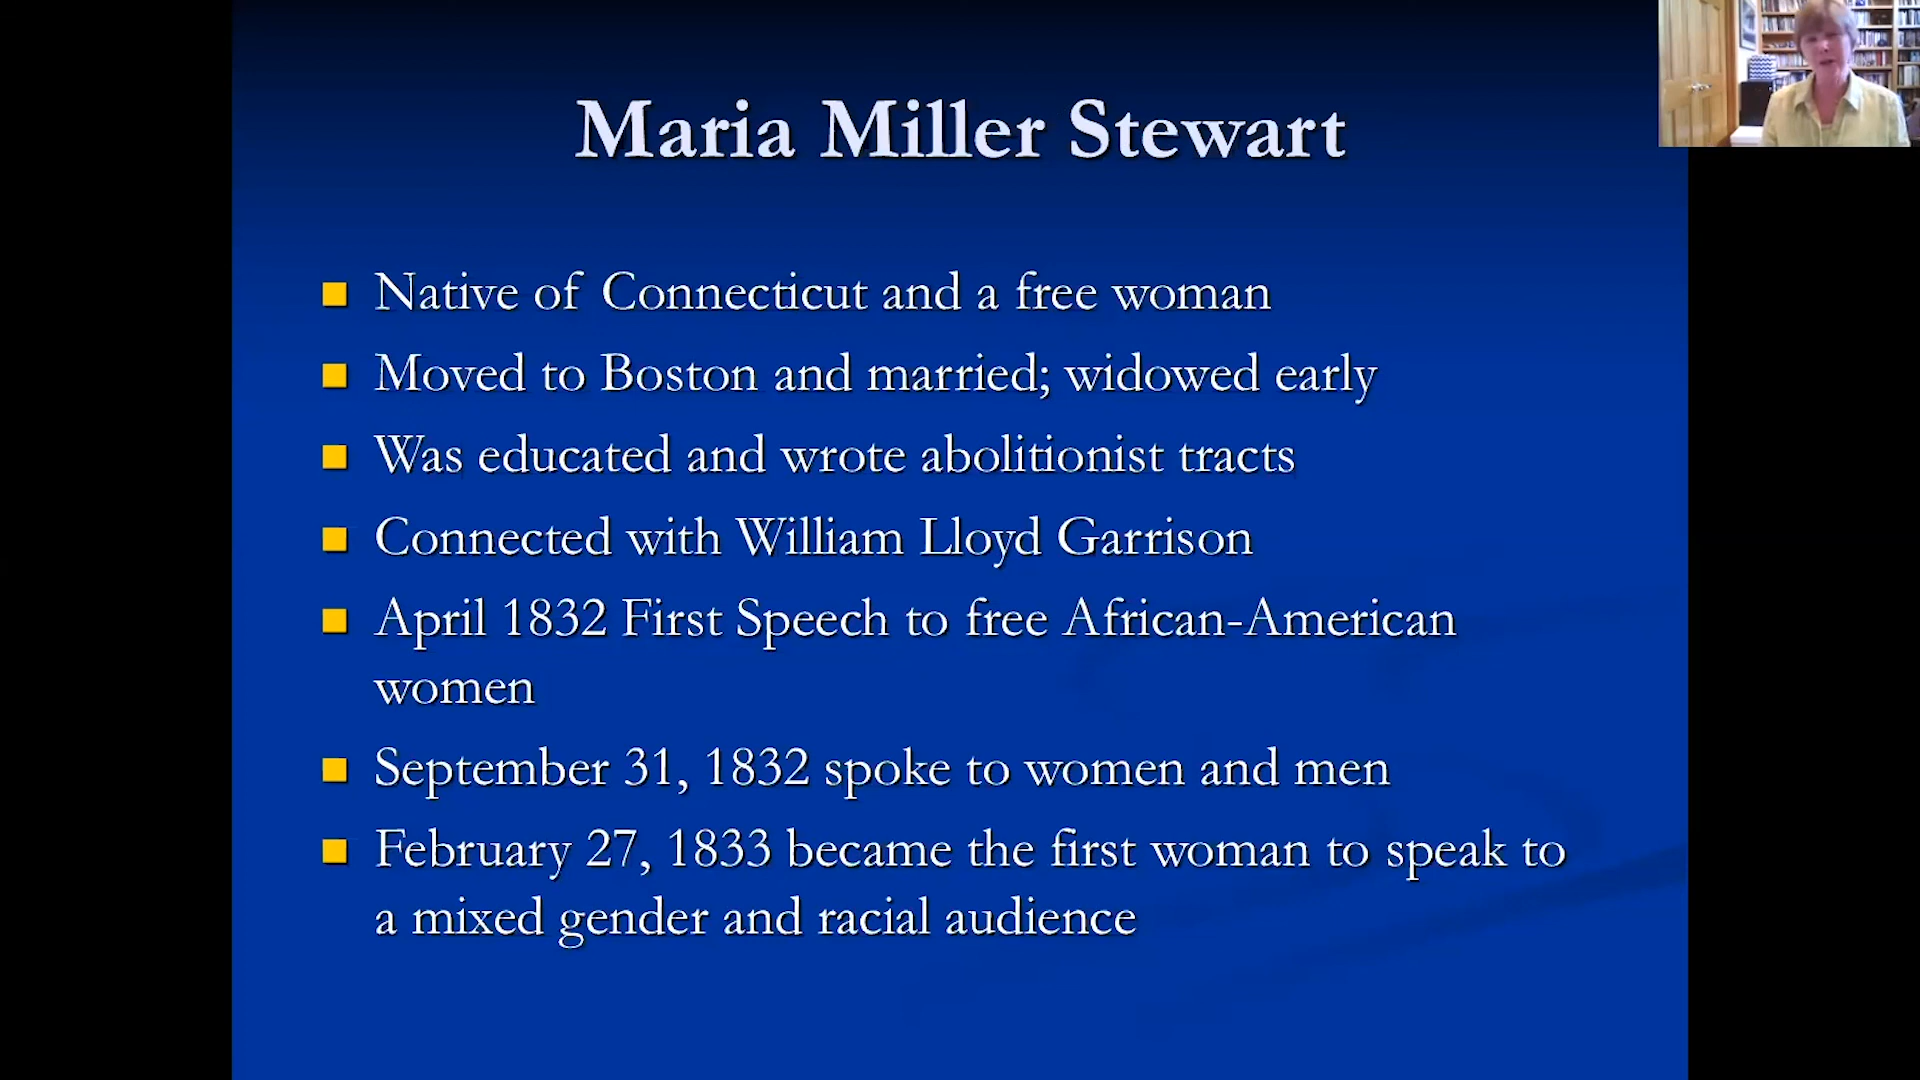 Maria Miller Stewart
Native of Connecticut and a free woman
Moved to Boston and married; widowed early
Was educated and wrote abolitionist tracts
Connected with William Lloyd Garrison
April 1832 First Speech to free African-American
women
September 31, 1832 spoke to women and men
February 27, 1833 became the first woman to speak to
a mixed gender and racial audience